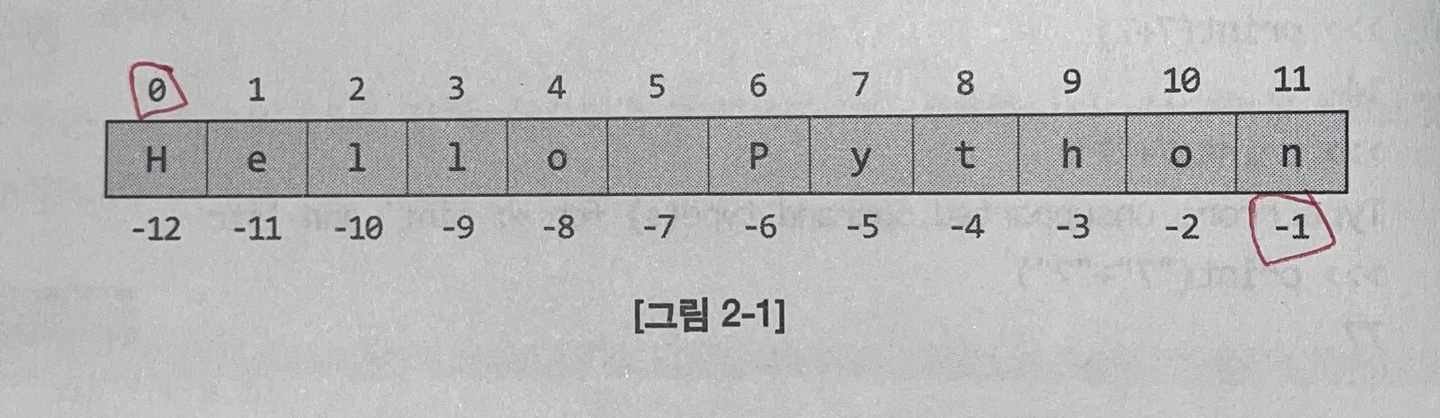 0 1 2 3 4 5 6 7 8 9 10 11
H e l l o P y t h o n
-12 -11 -10 -9 -8 -7 -6 -5 -4 -3 -2 -1
[그림 2-1]